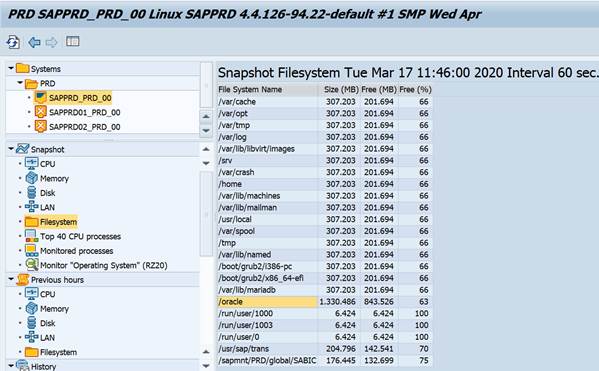 PRD SAPPRD_PRD_00 Linux SAPPRD 4.4.126-94.22-default #1 SMP Wed Apr
Systems
PRD
SAPPRD_PRD_00
SAPPRD01_PRD_00
SAPPRD02_PRD_00
Snapshot
CPU
Memory
Disk
LAN
Filesystem
Top 40 CPU processes
Monitored processes
Monitor "Operating System" (RZ20)
Previous hours
CPU
Memory
Disk
LAN
Filesystem
History
Snapshot Filesystem Tue Mar 17 11:46:00 2020 Interval 60 sec.
File System Name Size (MB) Free (MB) Free (%)
/var/cache 307.203 201.694 66
/var/opt 307.203 201.694 66
/var/tmp 307.203 201.694 66
/var/log 307.203 201.694 66
/var/lib/libvirt/images 307.203 201.694 66
/srv 307.203 201.694 66
/var/crash 307.203 201.694 66
/home 307.203 201.694 66
/var/lib/machines 307.203 201.694 66
/var/lib/mailman 307.203 201.694 66
/usr/local 307.203 201.694 66
/var/spool 307.203 201.694 66
/tmp 307.203 201.694 66
/var/lib/named 307.203 201.694 66
/boot/grub2/i386-pc 307.203 201.694 66
/boot/grub2/x86_64-efi 307.203 201.694 66
/var/lib/mariadb 307.203 201.694 66
/oracle 1.330.486 843.526 63
/run/user/1000 6.424 6.424 100
/run/user/1003 6.424 6.424 100
/run/user/0 6.424 6.424 100
/usr/sap/trans 204.796 142.541 70
/sapmnt/PRD/global/SABIC 176.445 132.699 75